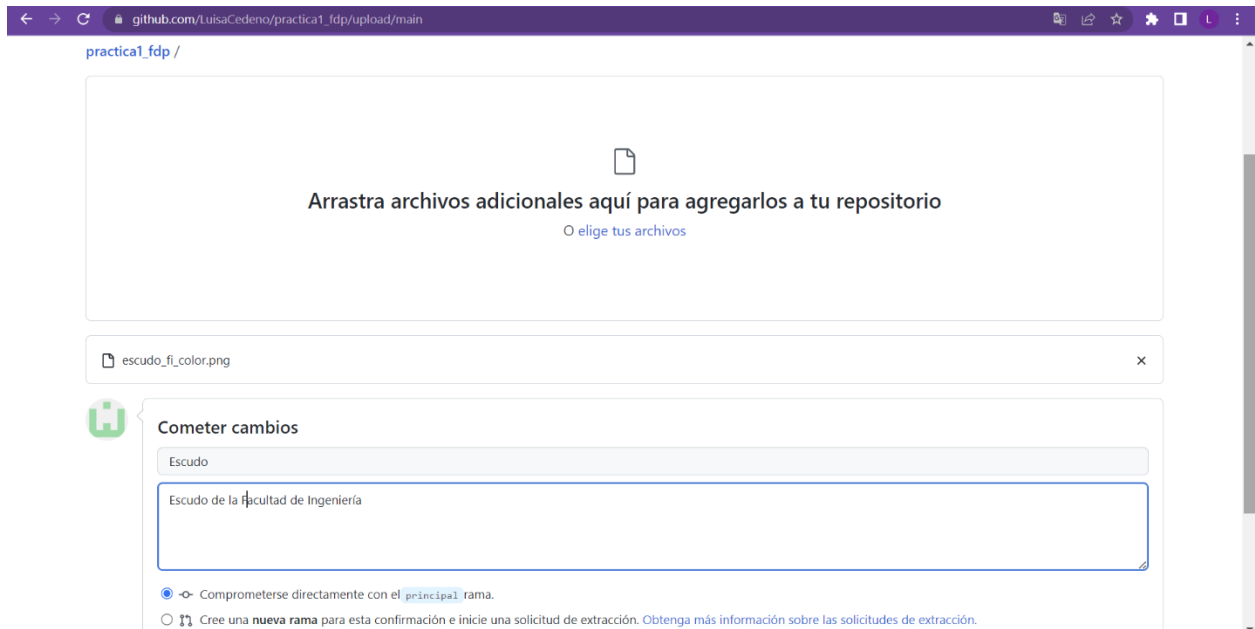 github.com/LuisaCedeno/practica1_fdp/upload/main
L
practica1_fdp /
Arrastra archivos adicionales aquí para agregarlos a tu repositorio
O elige tus archivos
escudo_fi_color.png
Cometer cambios
Escudo
Escudo de la Facultad de Ingeniería
Comprometerse directamente con el principal rama.
Cree una nueva rama para esta confirmación e inicie una solicitud de extracción. Obtenga más información sobre las solicitudes de extracción.